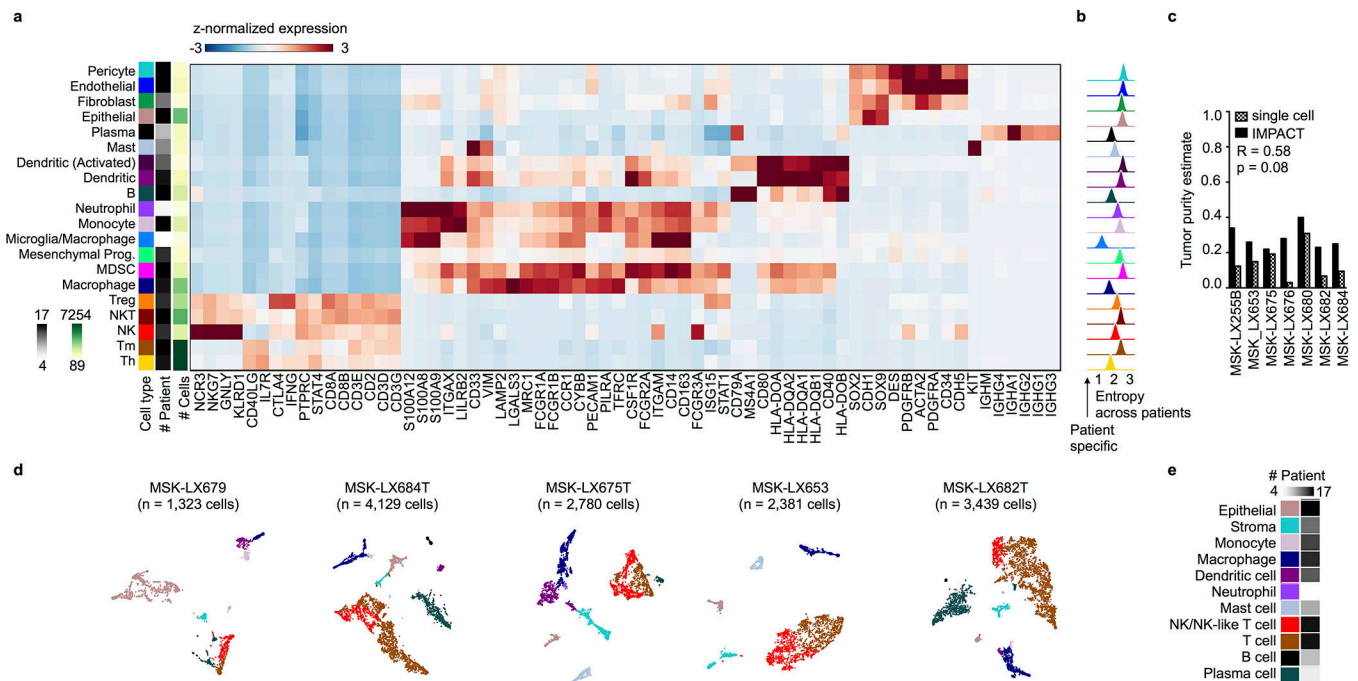 a
z-normalized expression
-3
3
Pericyte
Endothelial
Fibroblast
Epithelial
Plasma
Mast
Dendritic (Activated)
Dendritic
B
Neutrophil
Monocyte
Microglia/Macrophage
Mesenchymal Prog.
MDSC
Macrophage
Treg
NKT
NK
Tm
Th
17
7254
4
89
Cell type
# Patient
# Cells
NCR3
NKG7
GNLY
KLRD1
CD40LG
IL7R
CTLA4
IFNG
PTPRC
STAT4
CD8A
CD8B
CD3E
CD2
CD3D
CD3G
S100A12
S100A8
S100A9
ITGAX
LILRB2
CD33
VIM
LAMP2
LGALS3
MRC1
FCGR1A
FCGR1B
CCR1
CYBB
PECAM1
PILRA
TFRC
CSF1R
FCGR2A
ITGAM
CD14
CD163
FCGR3A
ISG15
STAT1
CD79A
MS4A1
CD80
HLA-DOA
HLA-DQA2
HLA-DQA1
HLA-DQB1
CD40
HLA-DOB
SOX2
CDH1
SOX9
DES
PDGFRB
ACTA2
PDGFRA
CD34
CDH5
KIT
IGHM
IGHG4
IGHA1
IGHG2
IGHG1
IGHG3
b
1 2 3
Entropy
across patients
Patient
specific
c
Tumor purity estimate
1.0
0.8
0.6
0.4
0.2
0.0
single cell
IMPACT
R = 0.58
p = 0.08
MSK-LX255B
MSK_LX653
MSK-LX675
MSK-LX676
MSK-LX680
MSK-LX682
MSK-LX684
d
MSK-LX679
(n = 1,323 cells)
MSK-LX684T
(n = 4,129 cells)
MSK-LX675T
(n = 2,780 cells)
MSK-LX653
(n = 2,381 cells)
MSK-LX682T
(n = 3,439 cells)
e
# Patient
4
17
Epithelial
Stroma
Monocyte
Macrophage
Dendritic cell
Neutrophil
Mast cell
NK/NK-like T cell
T cell
B cell
Plasma cell